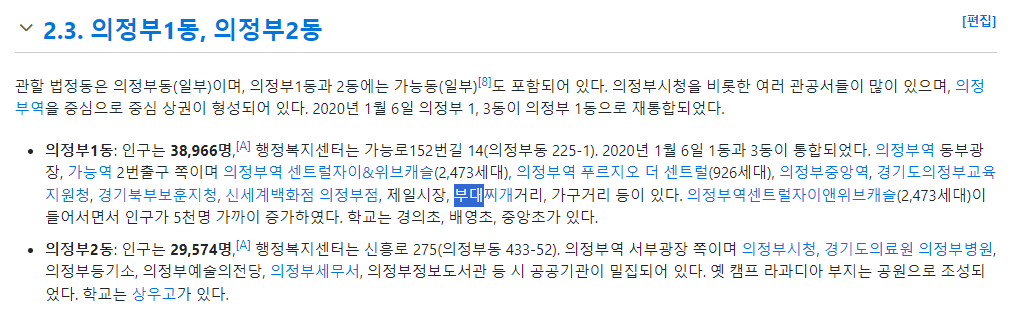 2.3. 의정부1동, 의정부2동
[편집]
관할 법정동은 의정부동(일부)이며, 의정부1동과 2동에는 가능동(일부)[8]도 포함되어 있다. 의정부시청을 비롯한 여러 관공서들이 많이 있으며, 의정
부역을 중심으로 중심 상권이 형성되어 있다. 2020년 1월 6일 의정부 1, 3동이 의정부 1동으로 재통합되었다.
• 의정부1동: 인구는 38,966명,[A] 행정복지센터는 가능로152번길 14(의정부동 225-1). 2020년 1월 6일 1동과 3동이 통합되었다. 의정부역 동부광
장, 가능역 2번출구 쪽이며 의정부역 센트럴자이&위브캐슬(2,473세대), 의정부역 푸르지오 더 센트럴(926세대), 의정부중앙역, 경기도의정부교육
지원청, 경기북부보훈지청, 신세계백화점 의정부점, 제일시장, 부대찌개거리, 가구거리 등이 있다. 의정부역센트럴자이앤위브캐슬(2,473세대)이
들어서면서 인구가 5천명 가까이 증가하였다. 학교는 경의초, 배영초, 중앙초가 있다.
• 의정부2동: 인구는 29,574명,[A] 행정복지센터는 신흥로 275(의정부동 433-52). 의정부역 서부광장 쪽이며 의정부시청, 경기도의료원 의정부병원,
의정부등기소, 의정부예술의전당, 의정부세무서, 의정부정보도서관 등 시 공공기관이 밀집되어 있다. 옛 캠프 라과디아 부지는 공원으로 조성되
었다. 학교는 상우고가 있다.